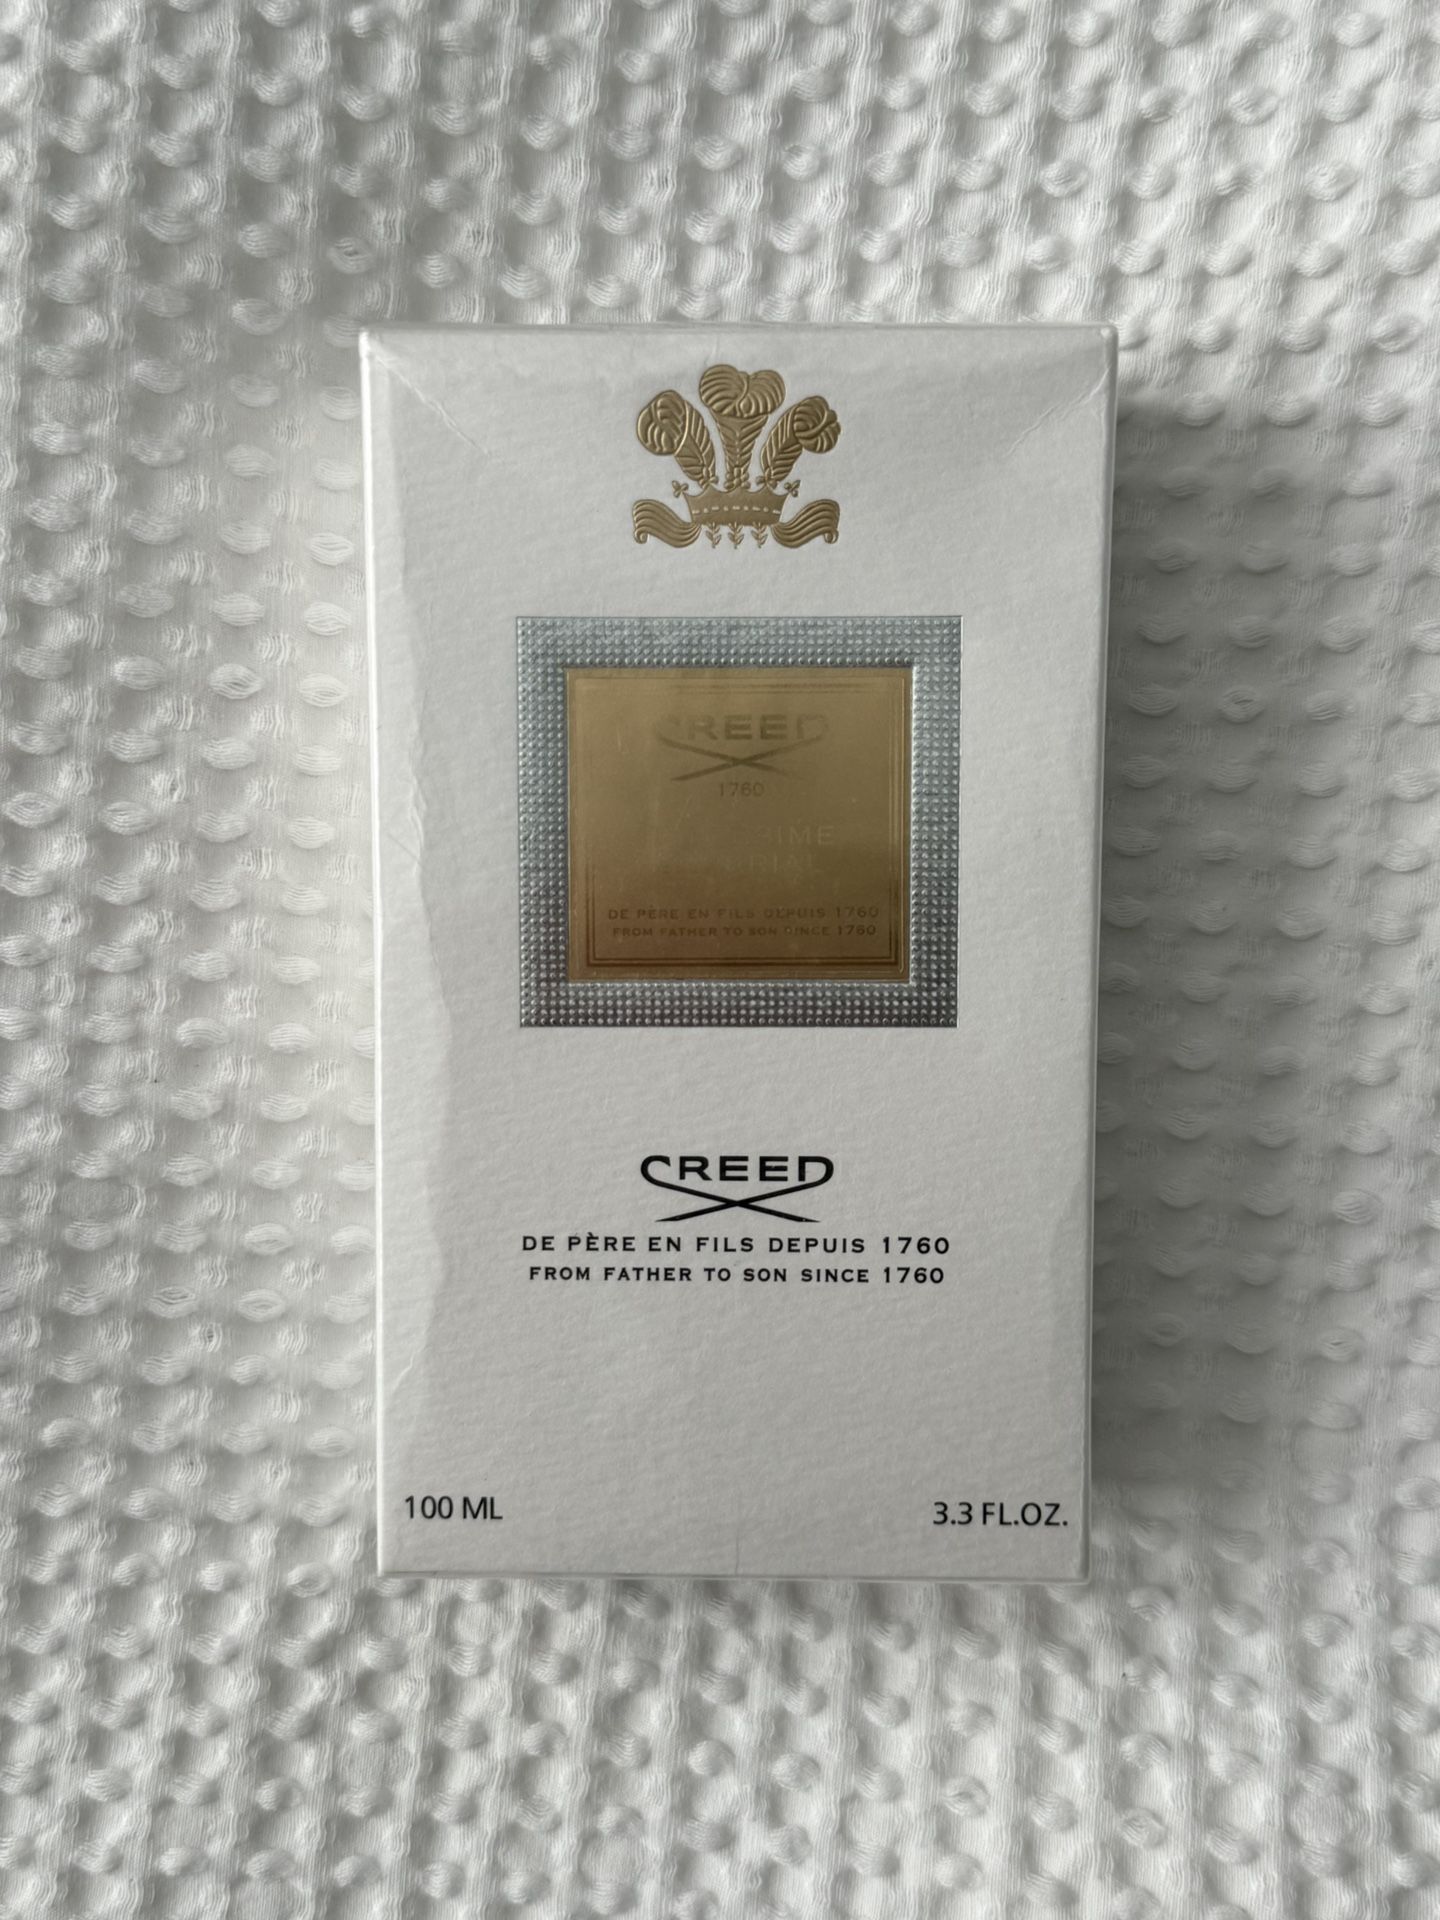 CREED
1760
DE PÈRE EN FILS DEPUIS 1760
FROM FATHER TO SON SINCE 1760
CREED
DE PÈRE EN FILS DEPUIS 1760
FROM FATHER TO SON SINCE 1760
100 ML
3.3 FL.OZ.